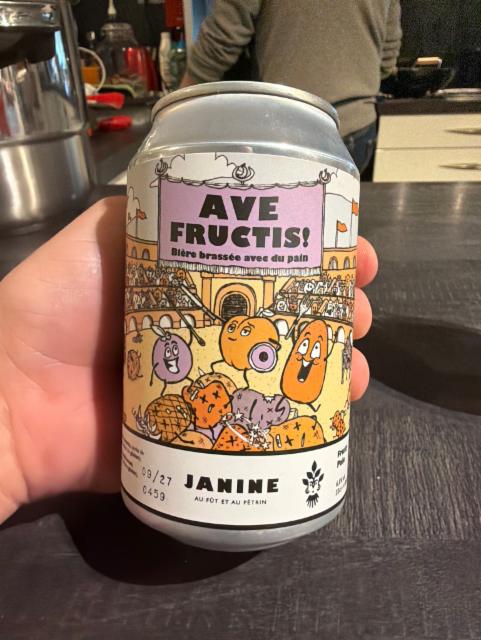 AVE
FRUCTIS!
Bière brassée avec du pain
09/27
0459
JANINE
AU FÛT ET AU PÉTRIN